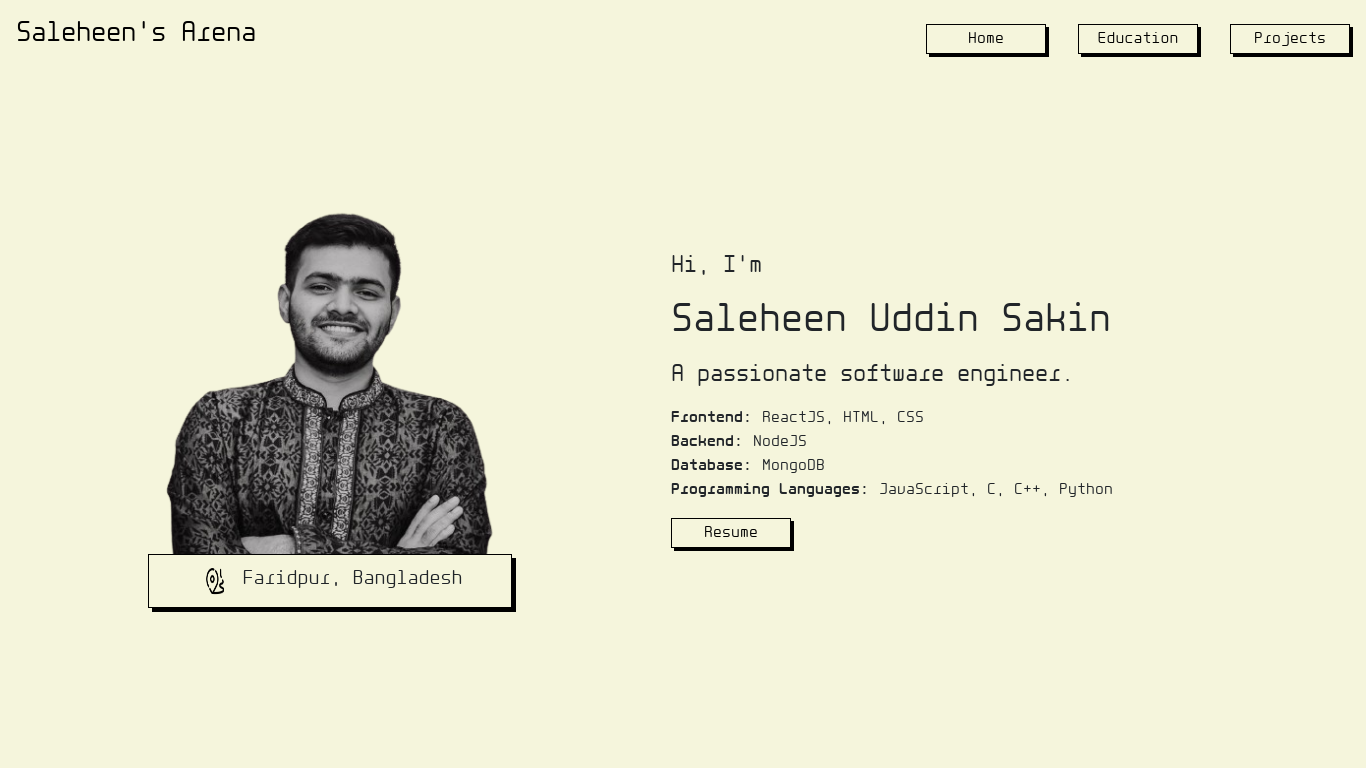 Saleheen's Arena
Home
Education
Projects
Hi, I'm
Saleheen Uddin Sakin
A passionate software engineer.
Frontend: ReactJS, HTML, CSS
Backend: NodeJS
Database: MongoDB
Programming Languages: JavaScript, C, C++, Python
Resume
Faridpur, Bangladesh